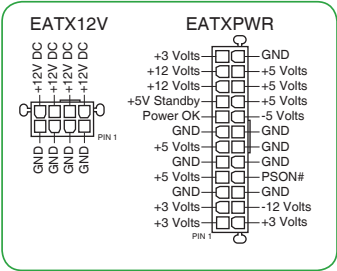 EATX12V
+12V DC
+12V DC
+12V DC
+12V DC
PIN 1
GND
GND
GND
GND
EATXPWR
+3 Volts GND
+12 Volts +5 Volts
+12 Volts +5 Volts
+5V Standby +5 Volts
Power OK -5 Volts
GND GND
+5 Volts GND
GND GND
+5 Volts PSON#
GND GND
+3 Volts -12 Volts
+3 Volts +3 Volts
PIN 1